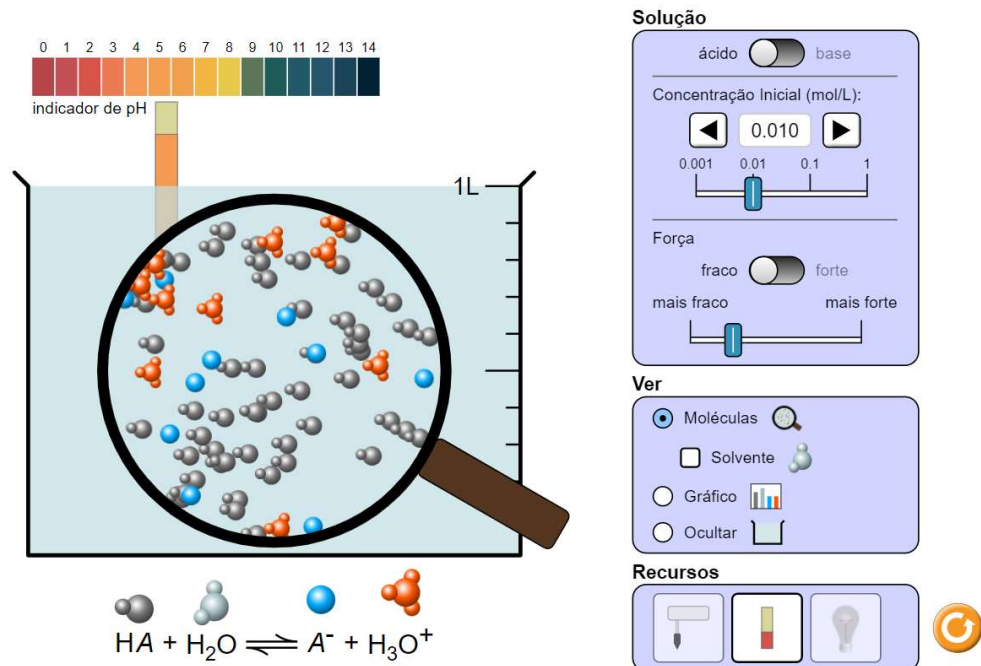 0 1 2 3 4 5 6 7 8 9 10 11 12 13 14
indicador de pH
1L
HA + H₂O ⇌ A⁻ + H₃O⁺
Solução
ácido base
Concentração Inicial (mol/L):
0.010
0.001 0.01 0.1 1
Força
fraco forte
mais fraco mais forte
Ver
Moléculas
Solvente
Gráfico
Ocultar
Recursos